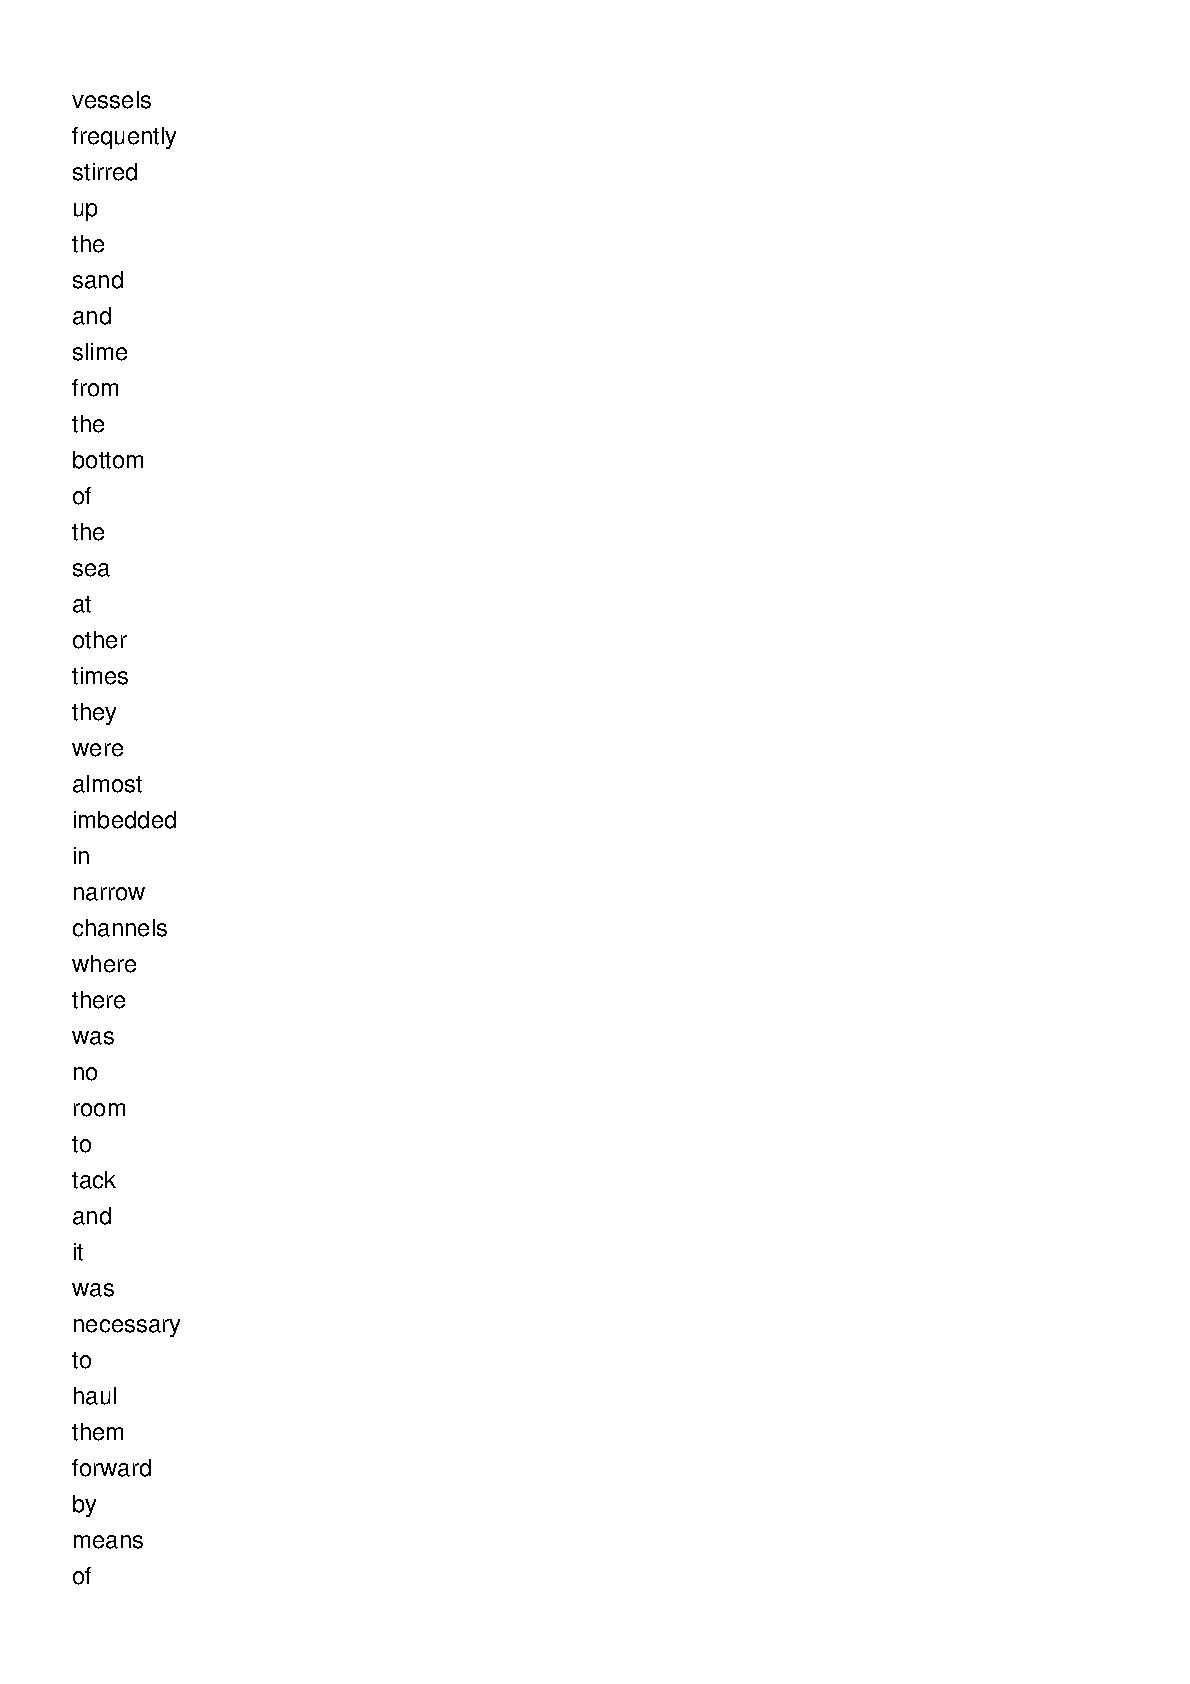 vessels
frequently
stirred
up
the
sand
and
slime
from
the
bottom
of
the
sea
at
other
times
they
were
almost
imbedded
in
narrow
channels
where
there
was
no
room
to
tack
and
it
was
necessary
to
haul
them
forward
by
means
of